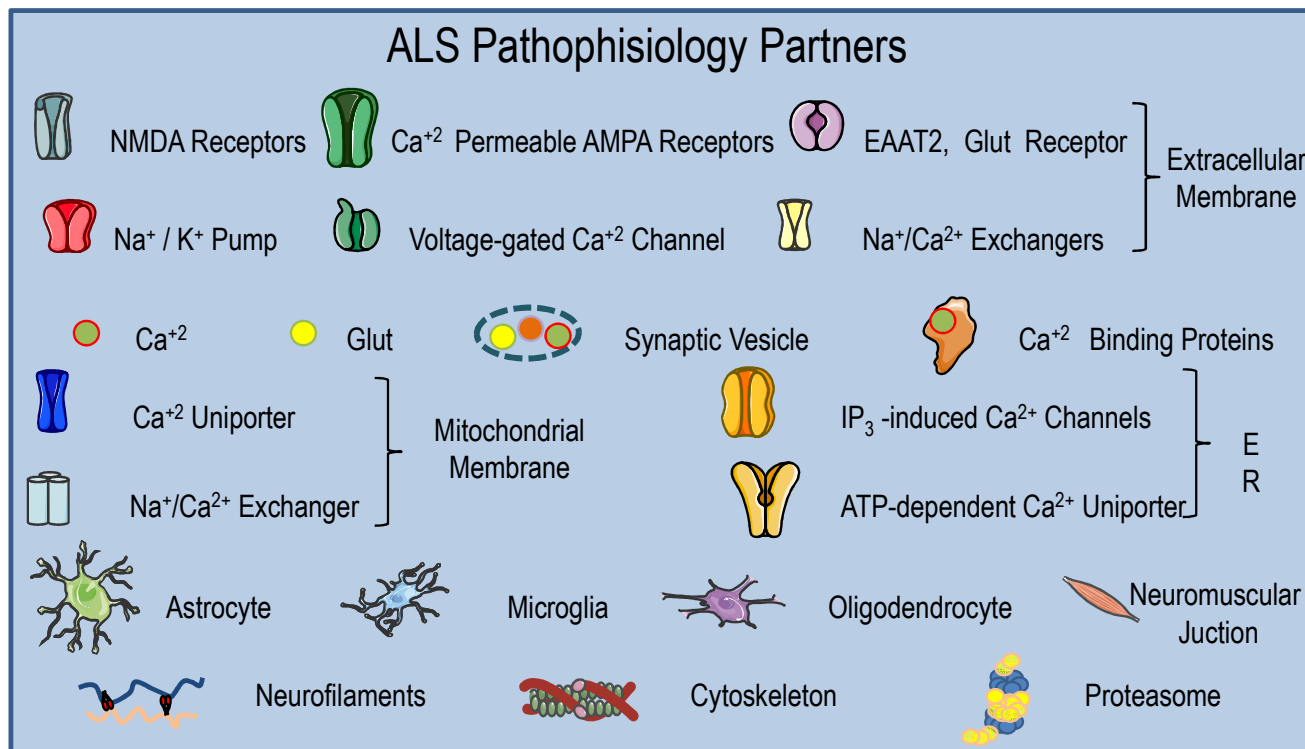 ALS Pathophisiology Partners
NMDA Receptors
Ca⁺² Permeable AMPA Receptors
EAAT2, Glut Receptor
Extracellular
Membrane
Na⁺ / K⁺ Pump
Voltage-gated Ca⁺² Channel
Na⁺/Ca²⁺ Exchangers
Ca⁺²
Glut
Synaptic Vesicle
Ca⁺² Binding Proteins
Ca⁺² Uniporter
Mitochondrial
Membrane
IP₃ -induced Ca²⁺ Channels
E
R
Na⁺/Ca²⁺ Exchanger
ATP-dependent Ca²⁺ Uniporter
Astrocyte
Microglia
Oligodendrocyte
Neuromuscular
Juction
Neurofilaments
Cytoskeleton
Proteasome